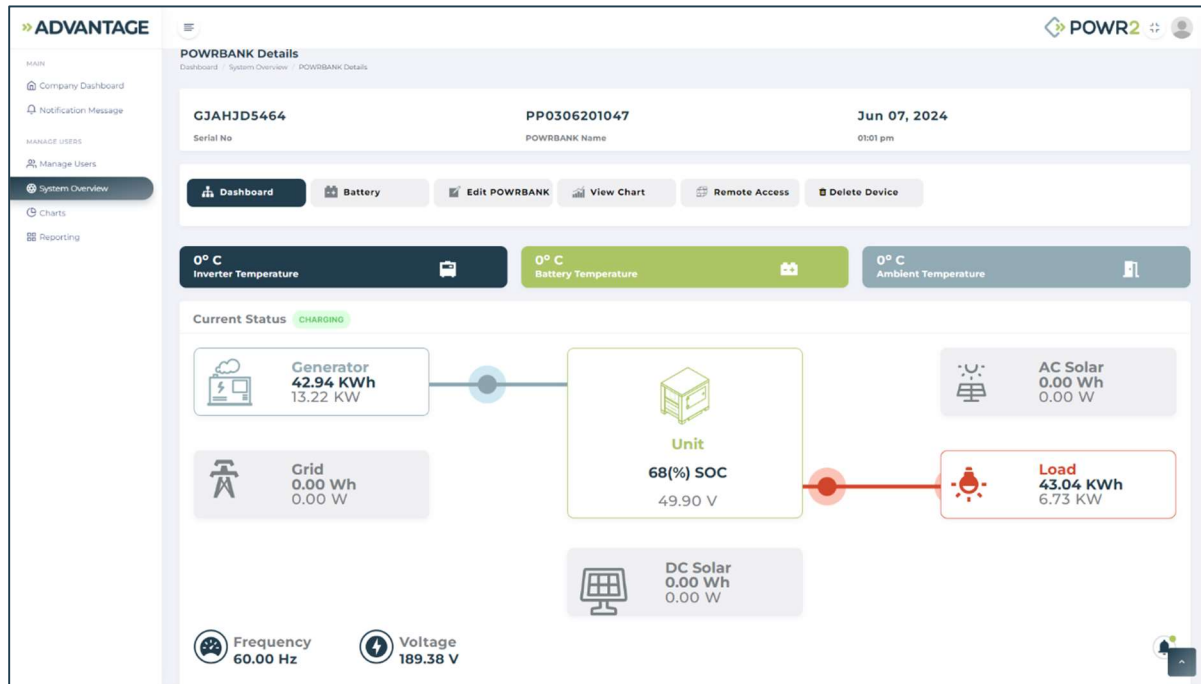 » ADVANTAGE
POWR2
MAIN
Company Dashboard
Notification Message
MANAGE USERS
Manage Users
System Overview
Charts
Reporting
POWRBANK Details
Dashboard / System Overview / POWRBANK Details
GJAHJD5464
Serial No
PP0306201047
POWRBANK Name
Jun 07, 2024
01:01 pm
Dashboard
Battery
Edit POWRBANK
View Chart
Remote Access
Delete Device
0° C
Inverter Temperature
0° C
Battery Temperature
0° C
Ambient Temperature
Current Status CHARGING
Generator
42.94 KWh
13.22 KW
Grid
0.00 Wh
0.00 W
Unit
68(%) SOC
49.90 V
AC Solar
0.00 Wh
0.00 W
Load
43.04 KWh
6.73 KW
DC Solar
0.00 Wh
0.00 W
Frequency
60.00 Hz
Voltage
189.38 V